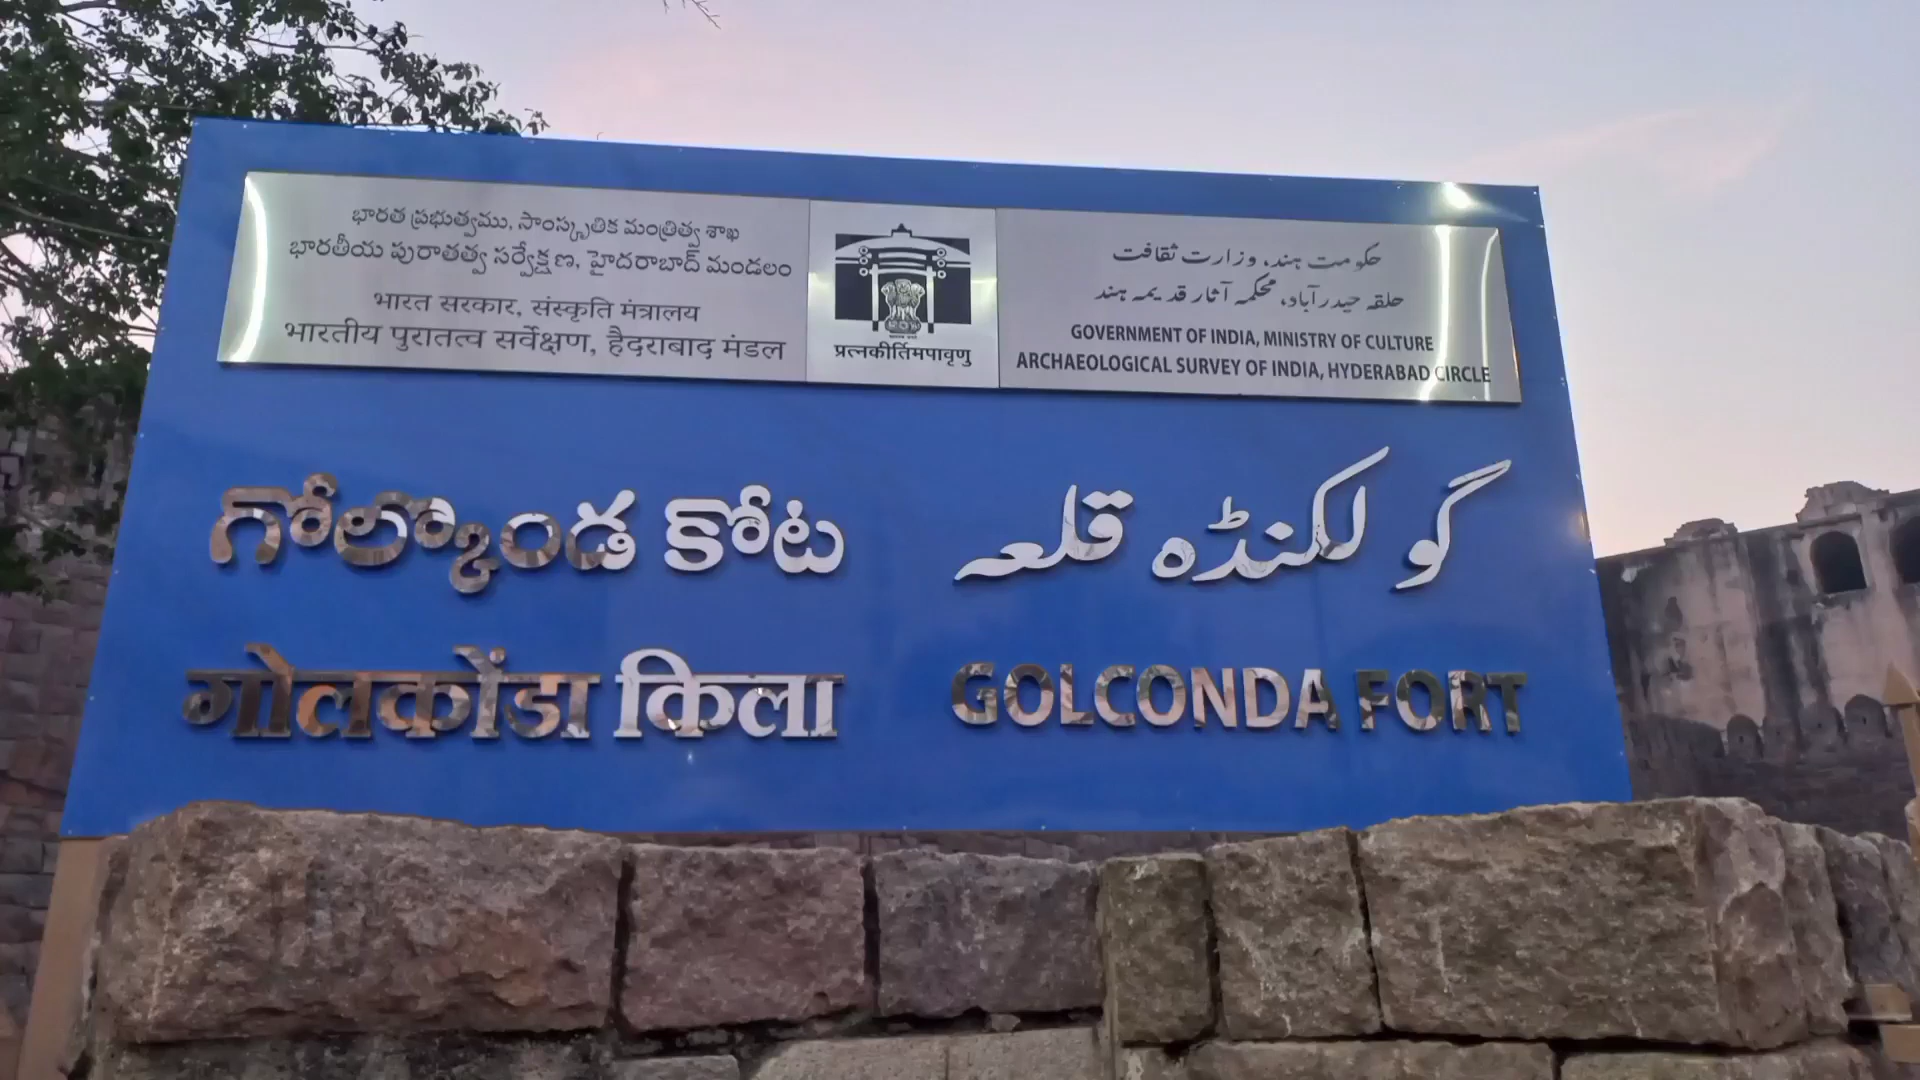 భారత ప్రభుత్వము, సాంస్కృతిక మంత్రిత్వ శాఖ
భారతీయ పురాతత్వ సర్వేక్షణ, హైదరాబాద్ మండలం
भारत सरकार, संस्कृति मंत्रालय
भारतीय पुरातत्व सर्वेक्षण, हैदराबाद मंडल
प्रत्नकीर्तिमपावृणु
حکومت ہند، وزارت ثقافت
حلقہ حیدرآباد، محکمہ آثار قدیمہ ہند
GOVERNMENT OF INDIA, MINISTRY OF CULTURE
ARCHAEOLOGICAL SURVEY OF INDIA, HYDERABAD CIRCLE
గోల్కొండ కోట
گولکنڈہ قلعہ
गोलकोंडा किला
GOLCONDA FORT